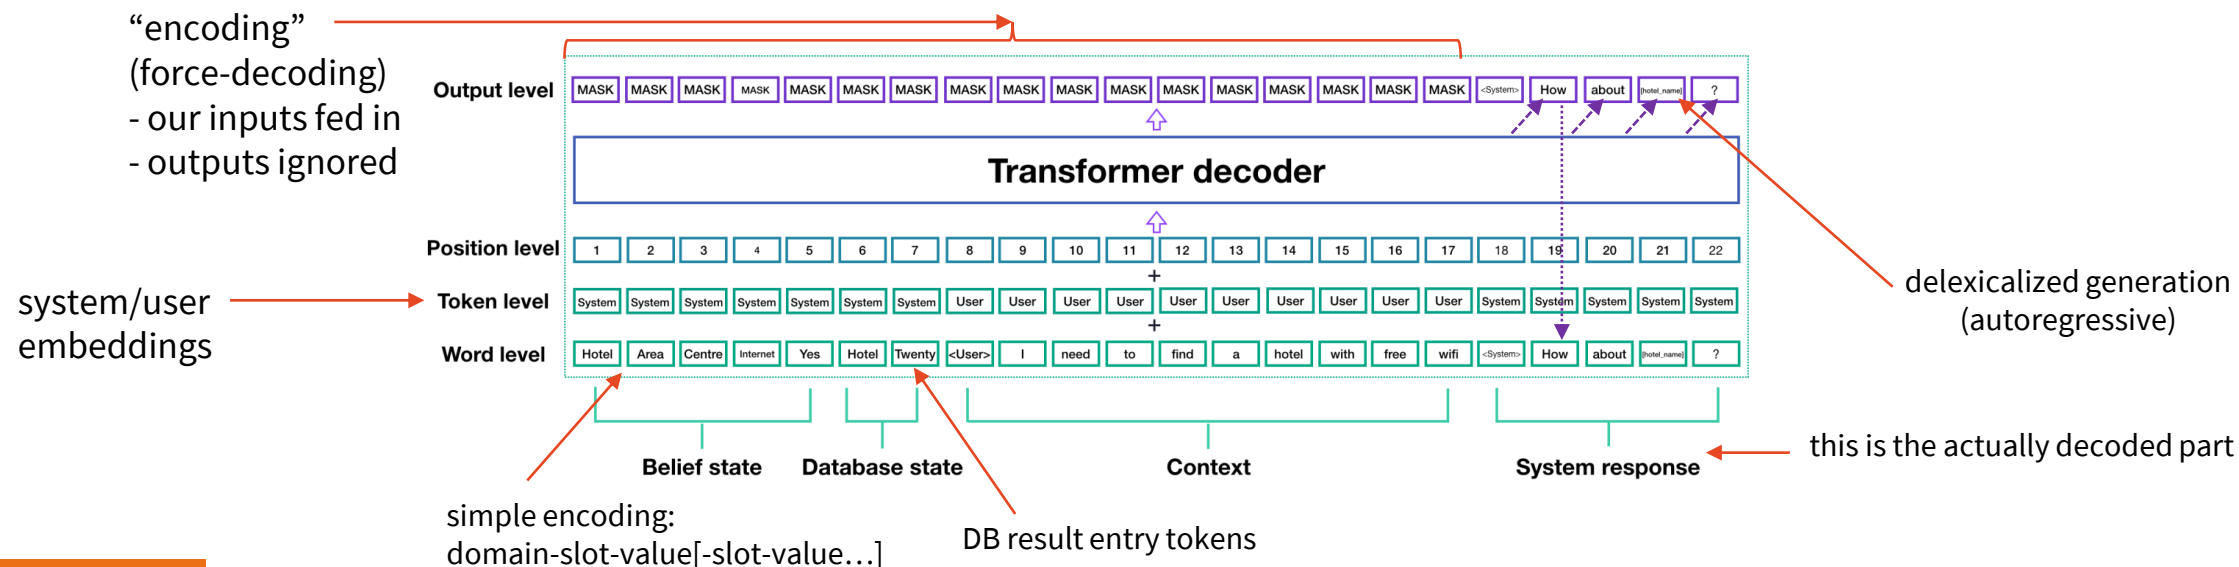 “encoding”
(force-decoding)
- our inputs fed in
- outputs ignored
Output level MASK MASK MASK MASK MASK MASK MASK MASK MASK MASK MASK MASK MASK MASK MASK MASK MASK <System> How about [hotel_name] ?
Transformer decoder
Position level 1 2 3 4 5 6 7 8 9 10 11 12 13 14 15 16 17 18 19 20 21 22
+
system/user
embeddings
Token level System System System System System System System User User User User User User User User User User System System System System System
+
Word level Hotel Area Centre Internet Yes Hotel Twenty <User> I need to find a hotel with free wifi <System> How about [hotel_name] ?
delexicalized generation
(autoregressive)
Belief state Database state Context System response
this is the actually decoded part
simple encoding:
domain-slot-value[-slot-value…]
DB result entry tokens